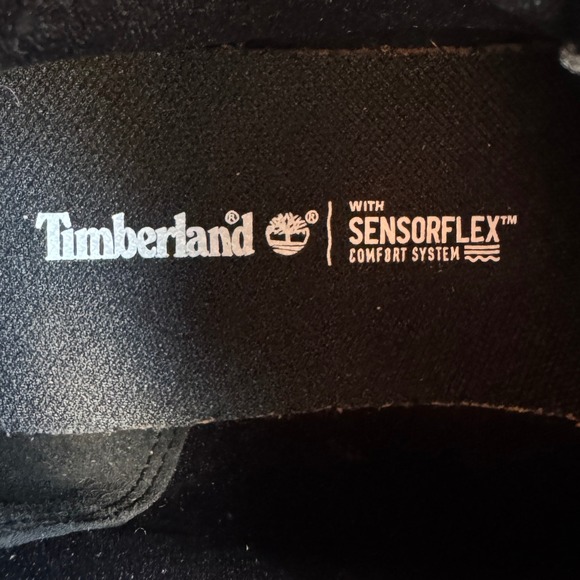 Timberland® ®
WITH
SENSORFLEX™
COMFORT SYSTEM